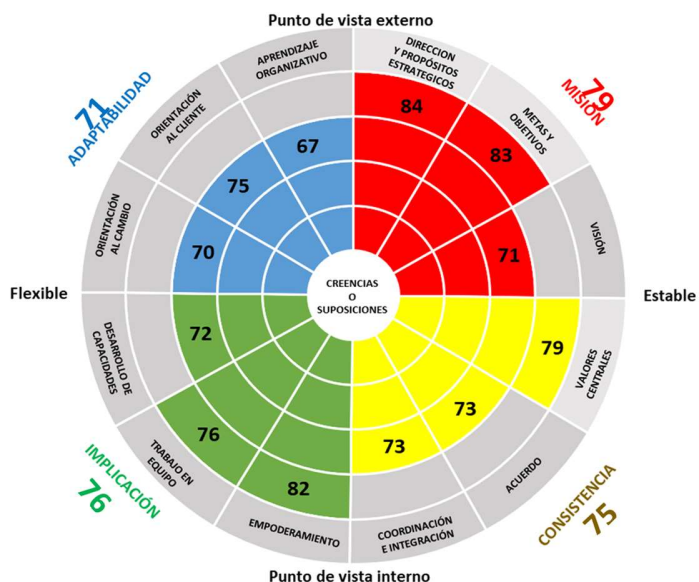 Punto de vista externo
APRENDIZAJE
ORGANIZATIVO
DIRECCION
Y PROPÓSITOS
ESTRATEGICOS
71
ADAPTABILIDAD
79
MISIÓN
ORIENTACIÓN
AL CLIENTE
METAS Y
OBJETIVOS
84
67
83
75
ORIENTACIÓN
AL CAMBIO
VISIÓN
70
71
Flexible
CREENCIAS
O
SUPOSICIONES
Estable
DESARROLLO DE
CAPACIDADES
72
79
VALORES
CENTRALES
76
73
73
TRABAJO EN
EQUIPO
82
ACUERDO
IMPLICACIÓN
76
CONSISTENCIA
75
EMPODERAMIENTO
COORDINACIÓN
E INTEGRACIÓN
Punto de vista interno